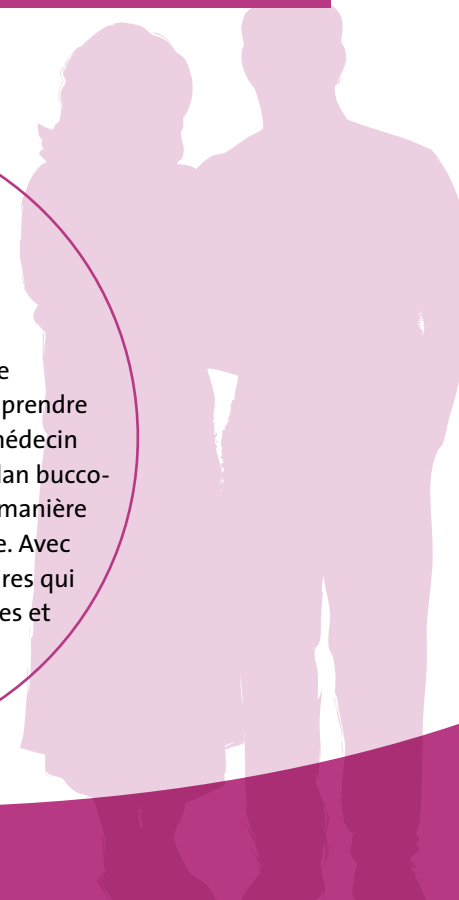 e
prendre
médecin
lan bucco-
manière
e. Avec
res qui
es et